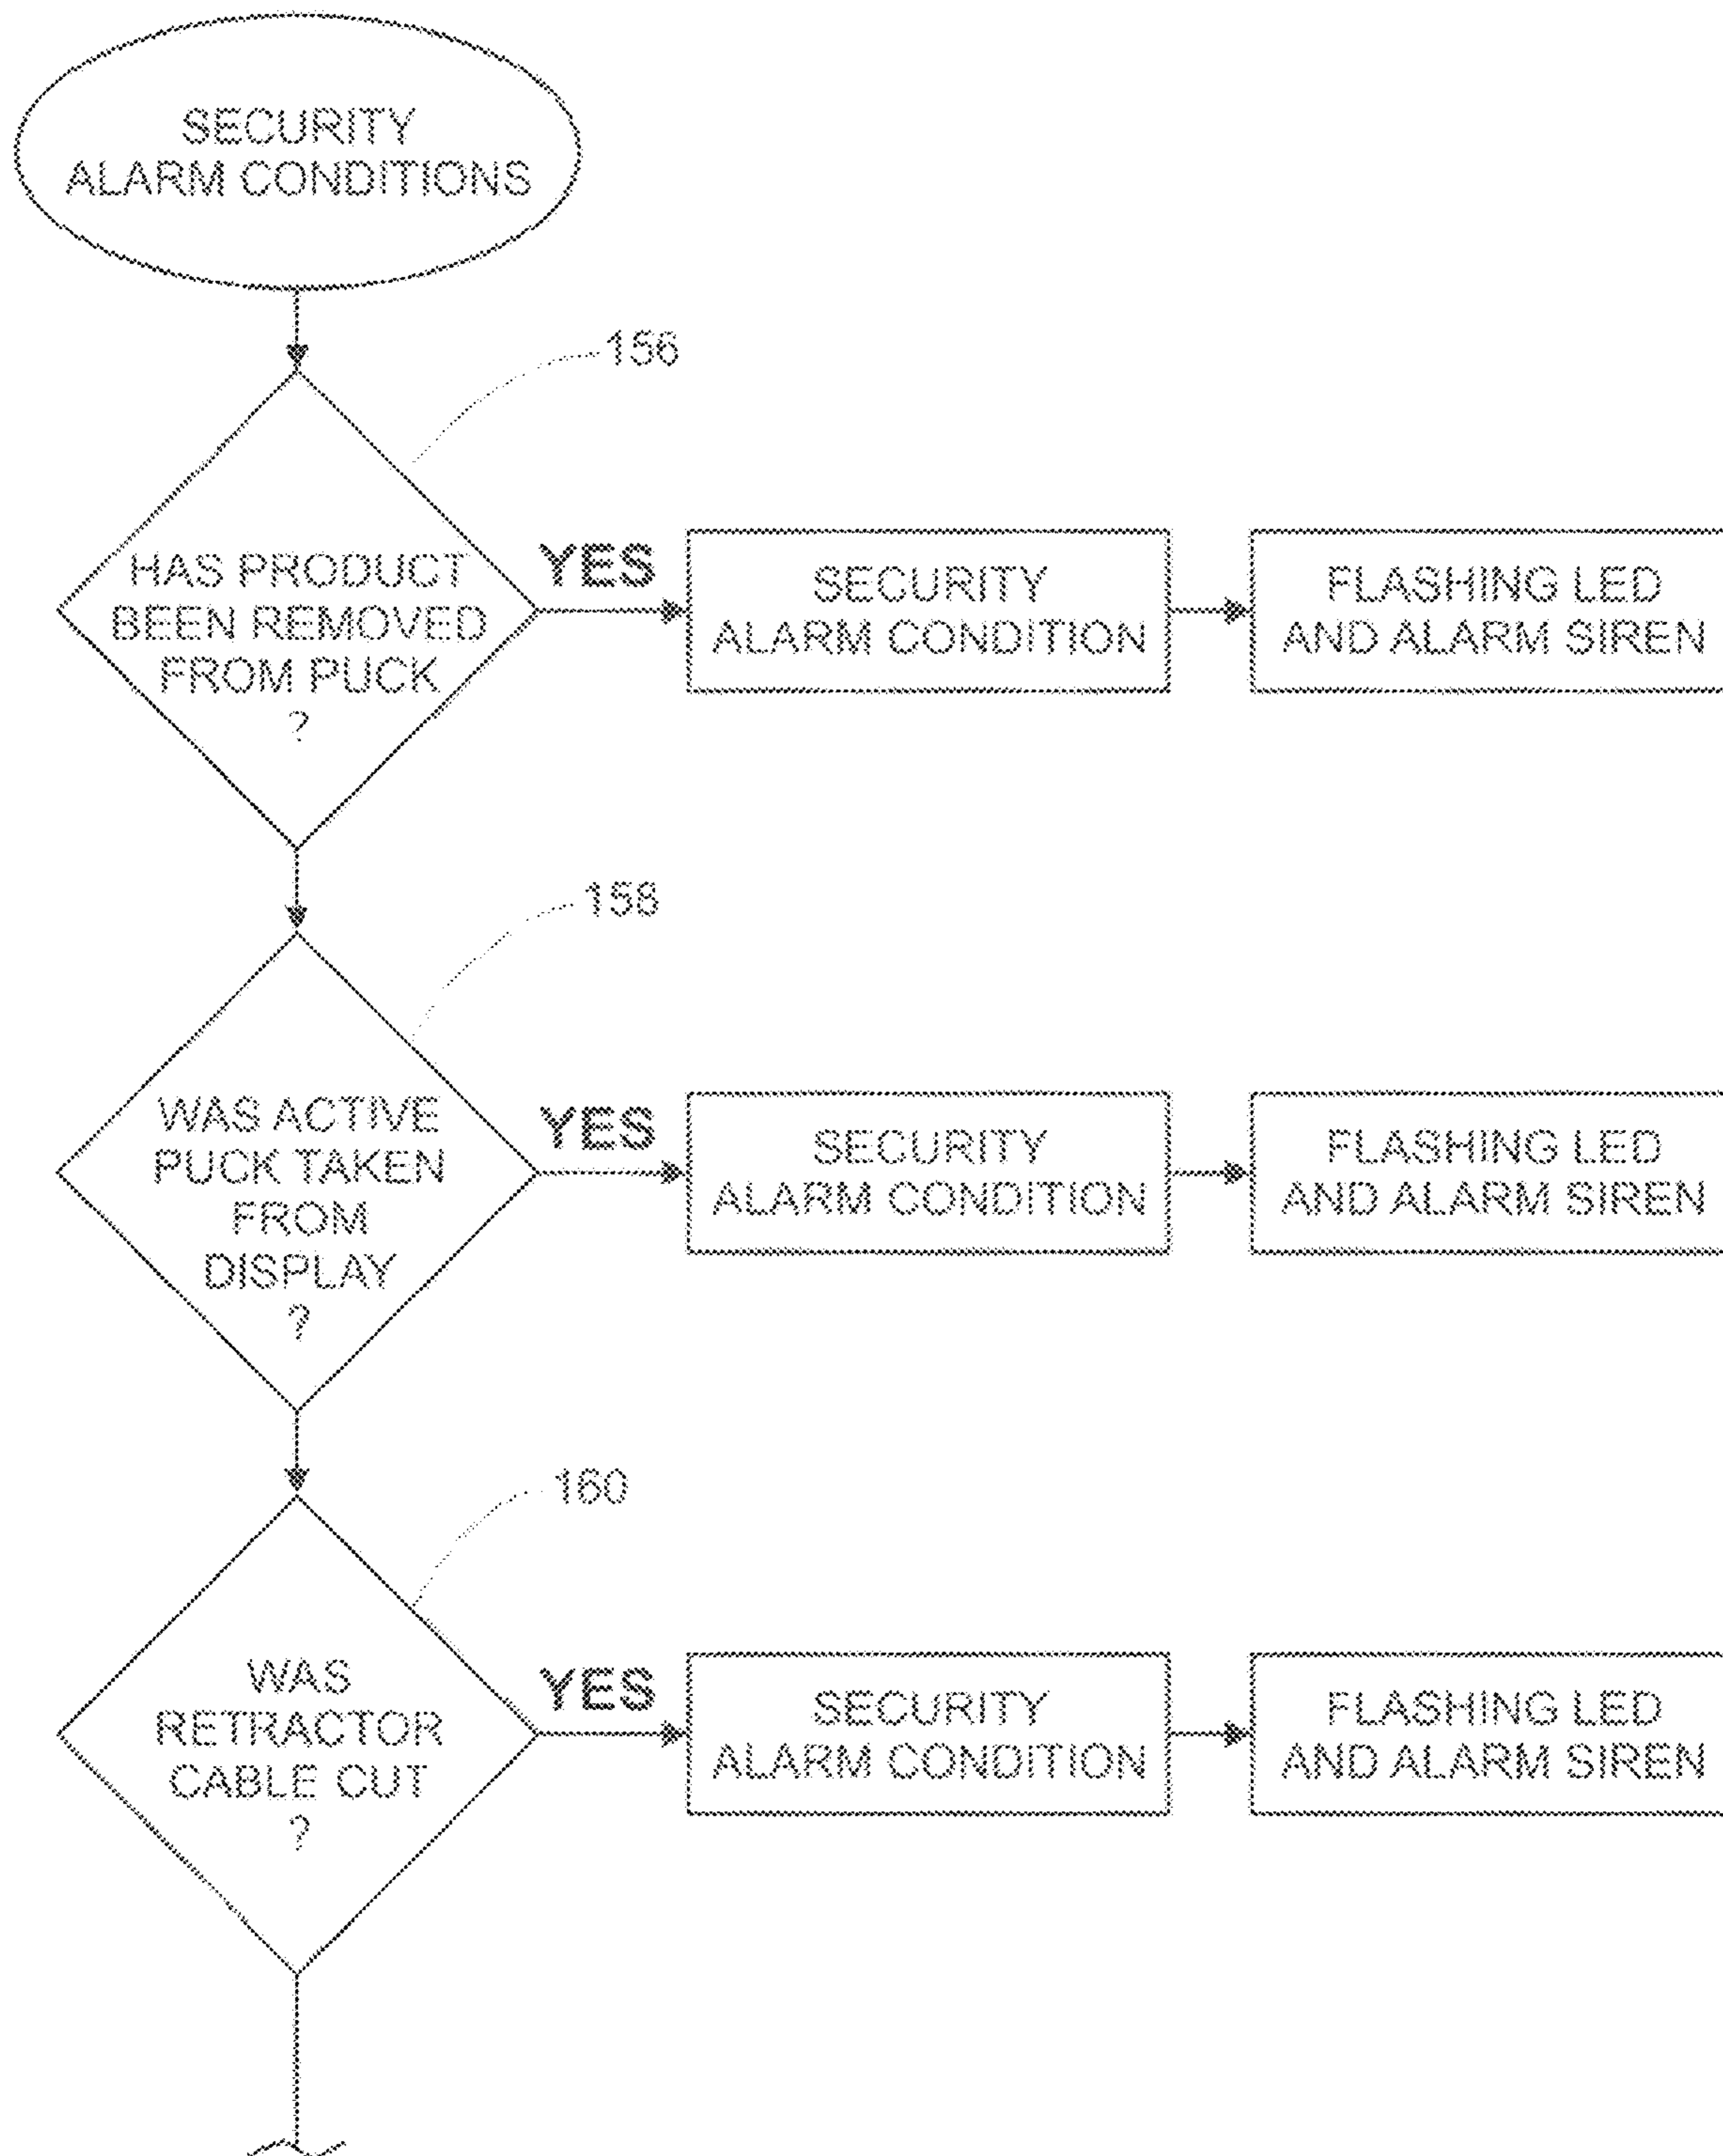 SECURITY
ALARM CONDITIONS
156
HAS PRODUCT
BEEN REMOVED
FROM PUCK
?
YES
SECURITY
ALARM CONDITION
FLASHING LED
AND ALARM SIREN
158
WAS ACTIVE
PUCK TAKEN
FROM
DISPLAY
?
YES
SECURITY
ALARM CONDITION
FLASHING LED
AND ALARM SIREN
160
WAS
RETRACTOR
CABLE CUT
?
YES
SECURITY
ALARM CONDITION
FLASHING LED
AND ALARM SIREN